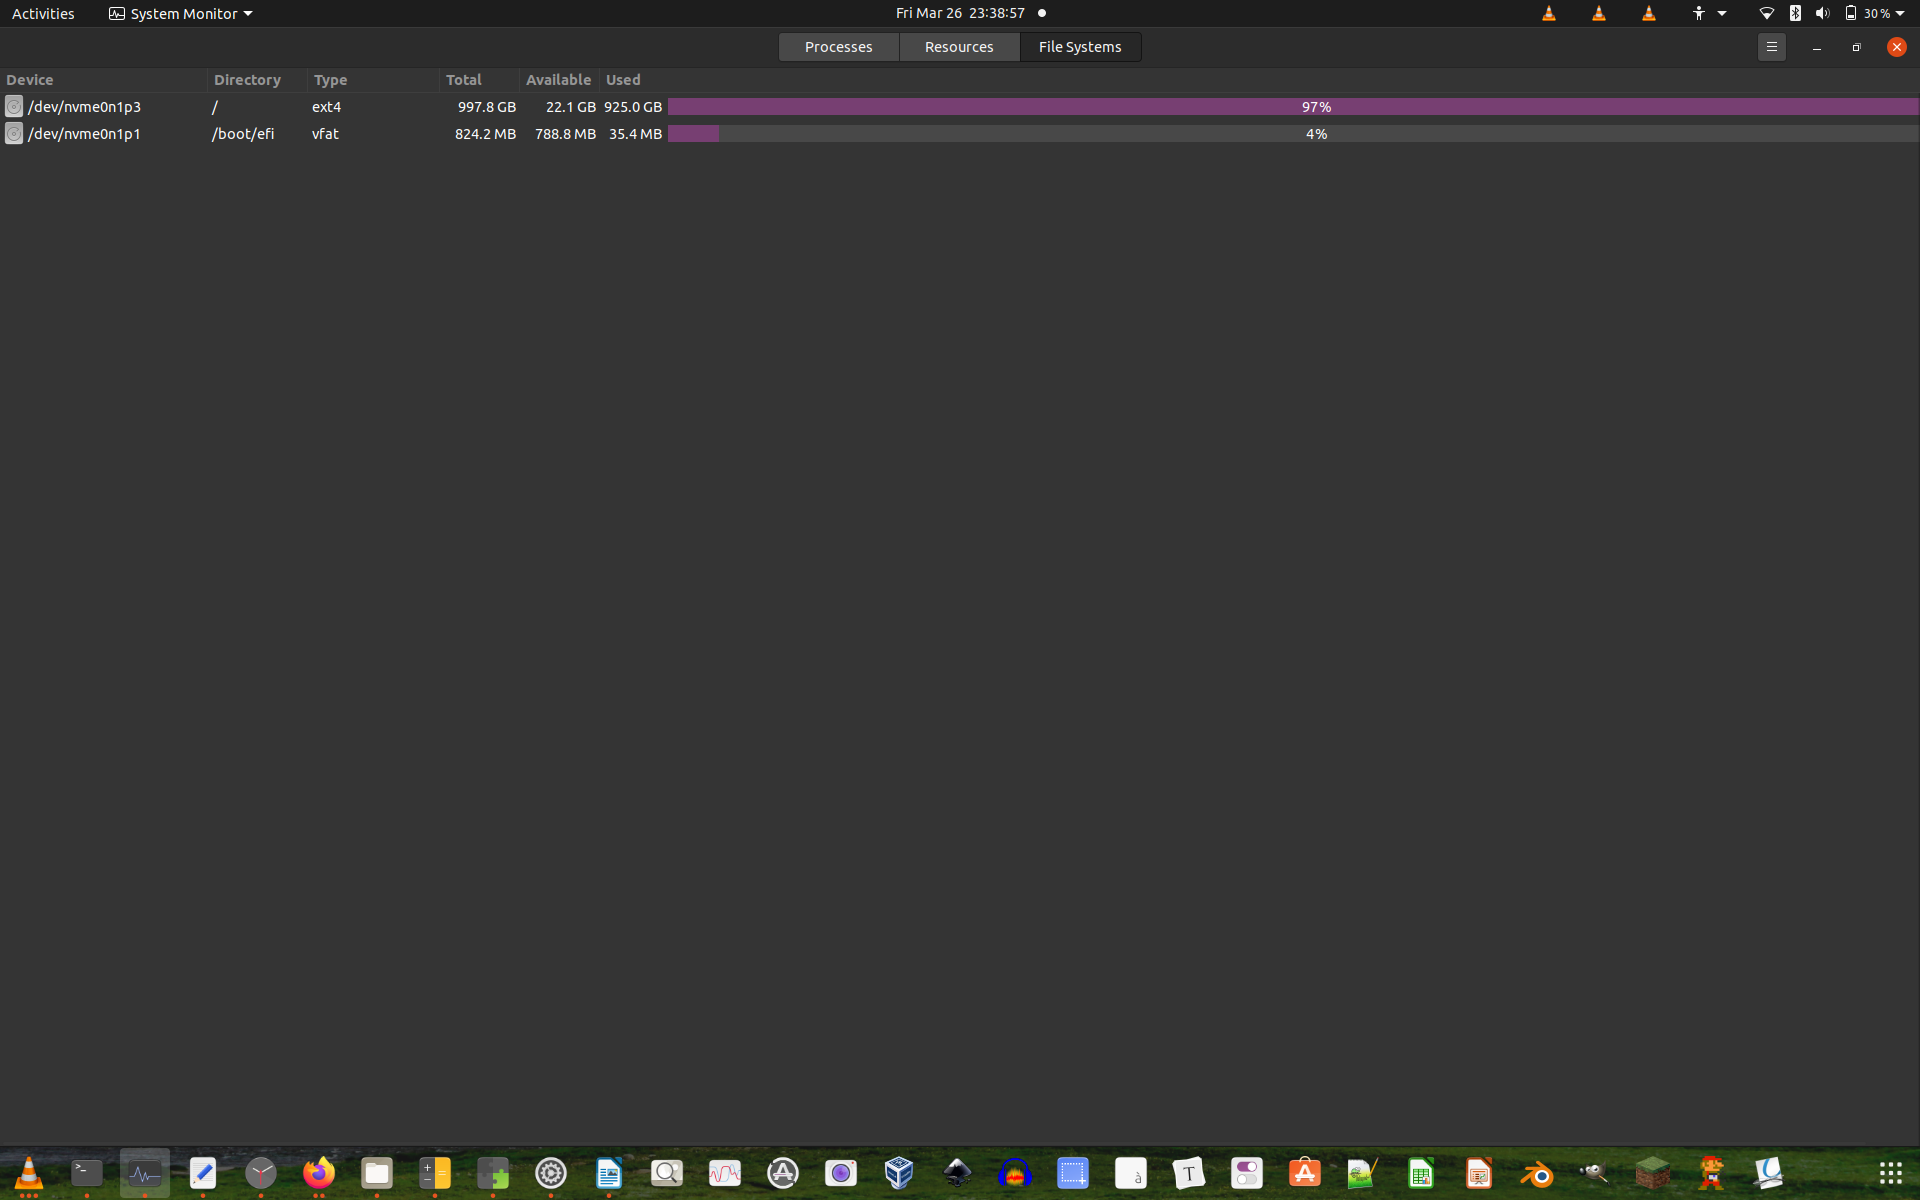 Activities System Monitor Fri Mar 26 23:38:57 30 %
Processes Resources File Systems
Device Directory Type Total Available Used
/dev/nvme0n1p3 / ext4 997.8 GB 22.1 GB 925.0 GB 97%
/dev/nvme0n1p1 /boot/efi vfat 824.2 MB 788.8 MB 35.4 MB 4%